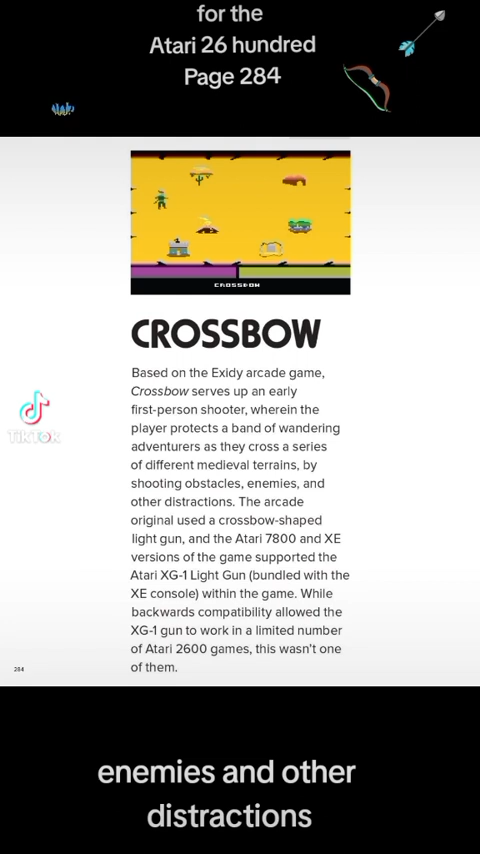 for the
Atari 26 hundred
Page 284
CROSSBOW
CROSSBOW
Based on the Exidy arcade game,
Crossbow serves up an early
first-person shooter, wherein the
player protects a band of wandering
adventurers as they cross a series
of different medieval terrains, by
shooting obstacles, enemies, and
other distractions. The arcade
original used a crossbow-shaped
light gun, and the Atari 7800 and XE
versions of the game supported the
Atari XG-1 Light Gun (bundled with the
XE console) within the game. While
backwards compatibility allowed the
XG-1 gun to work in a limited number
of Atari 2600 games, this wasn't one
of them.
284
TikTok
enemies and other
distractions